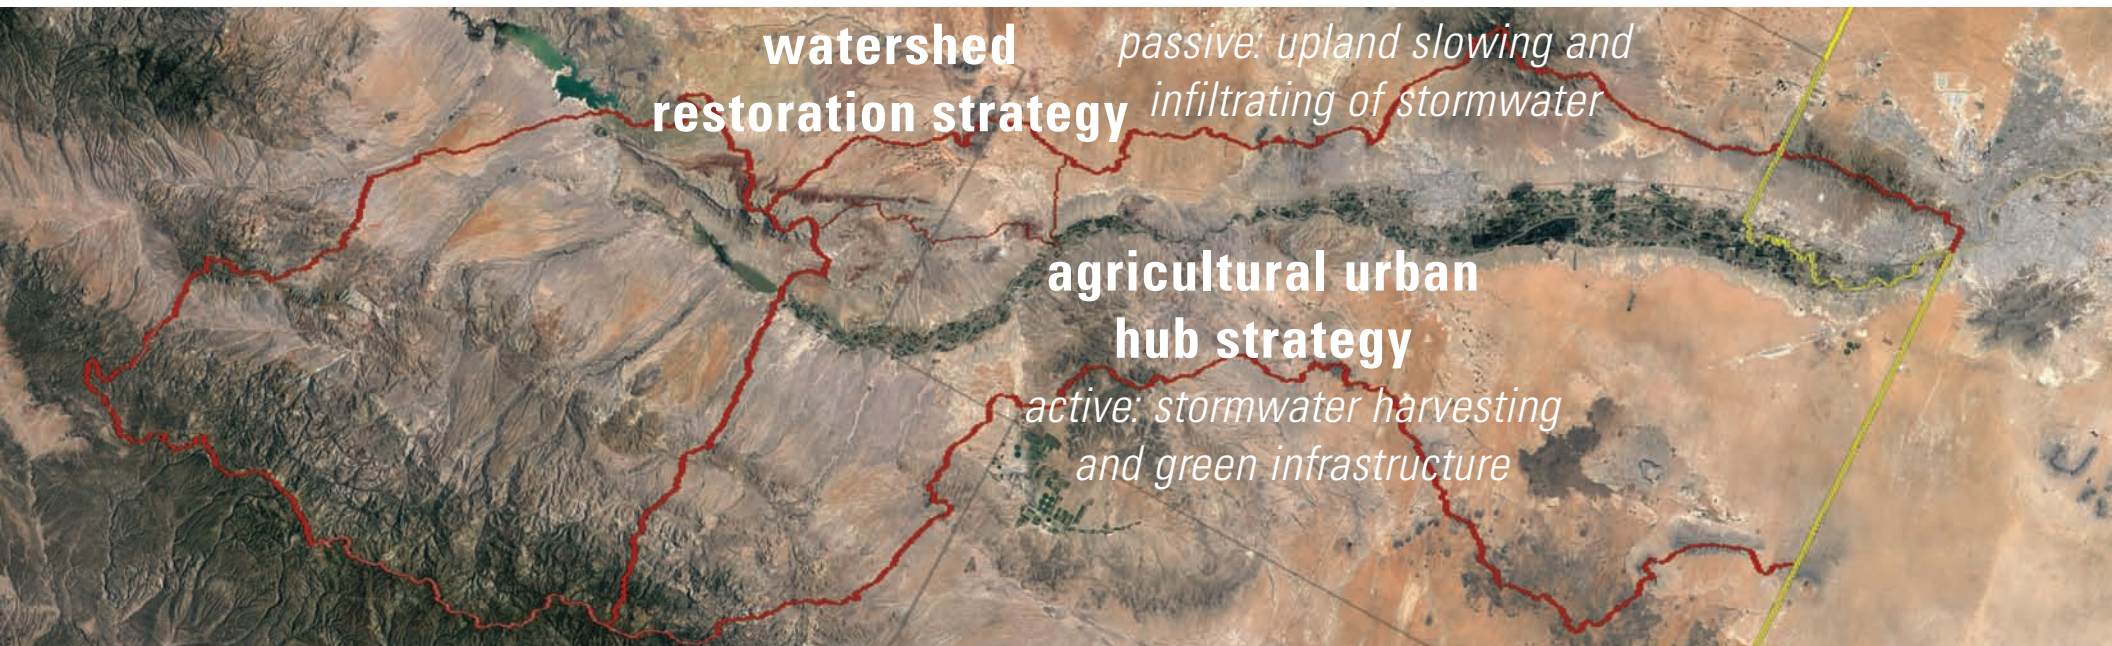 watershed
restoration strategy
passive: upland slowing and
infiltrating of stormwater
agricultural urban
hub strategy
active: stormwater harvesting
and green infrastructure